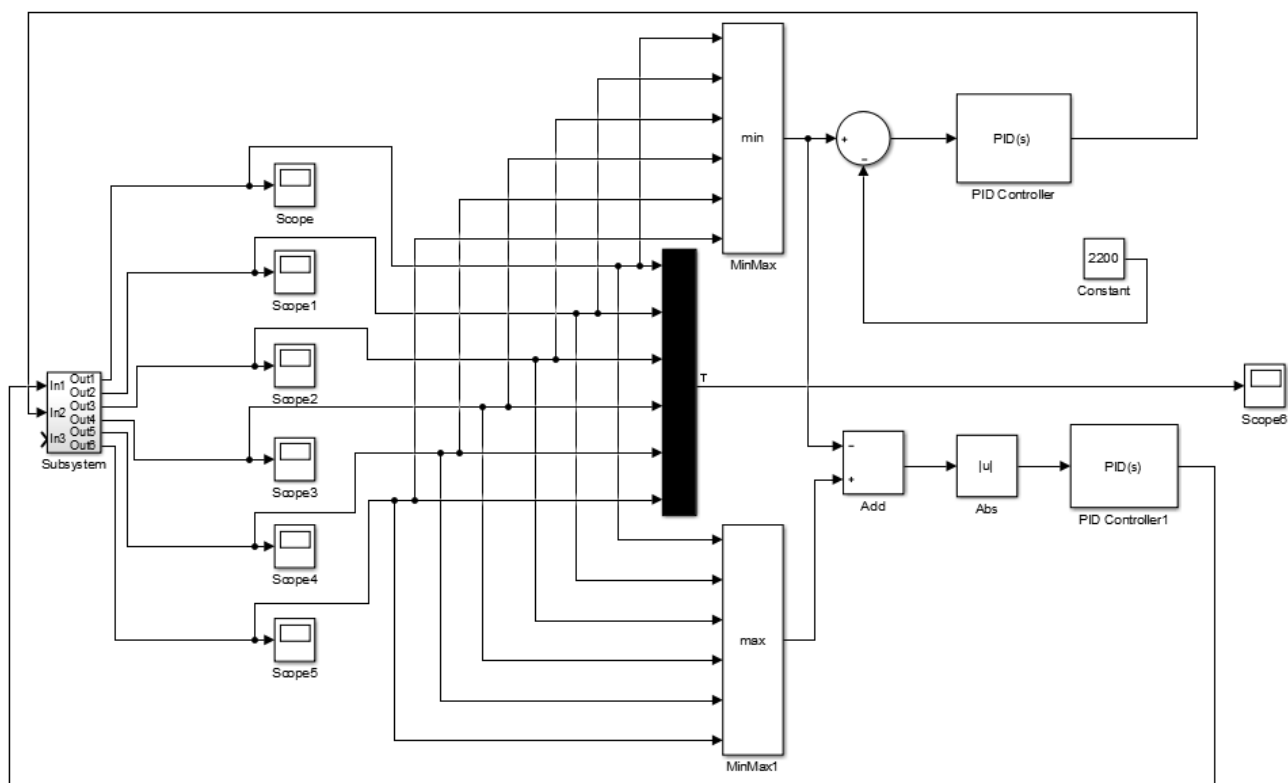 min
MinMax
+
−
PID(s)
PID Controller
2200
Constant
Scope
Scope1
Scope2
Scope3
Scope4
Scope5
In1
In2
In3
Out1
Out2
Out3
Out4
Out5
Out6
Subsystem
T
Scope6
−
+
Add
|u|
Abs
PID(s)
PID Controller1
max
MinMax1